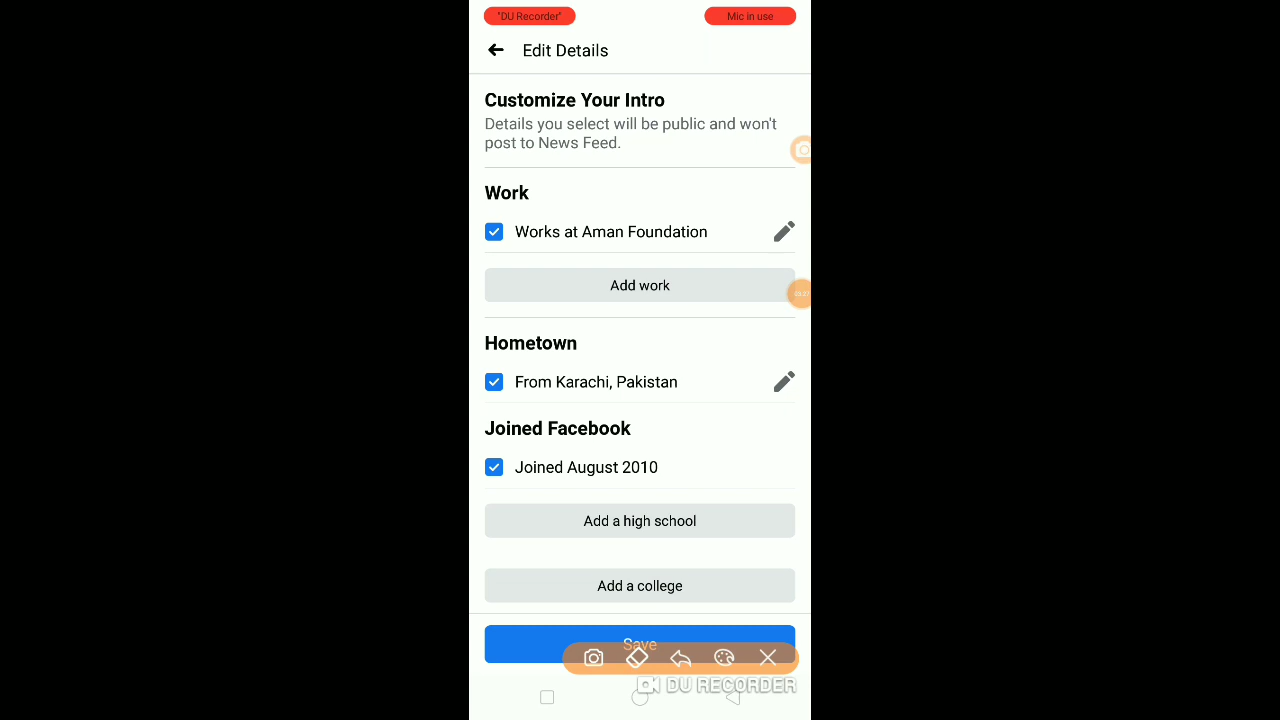 "DU Recorder"
Mic in use
Edit Details
Customize Your Intro
Details you select will be public and won't
post to News Feed.
Work
Works at Aman Foundation
Add work
Hometown
From Karachi, Pakistan
Joined Facebook
Joined August 2010
Add a high school
Add a college
Save
DU RECORDER